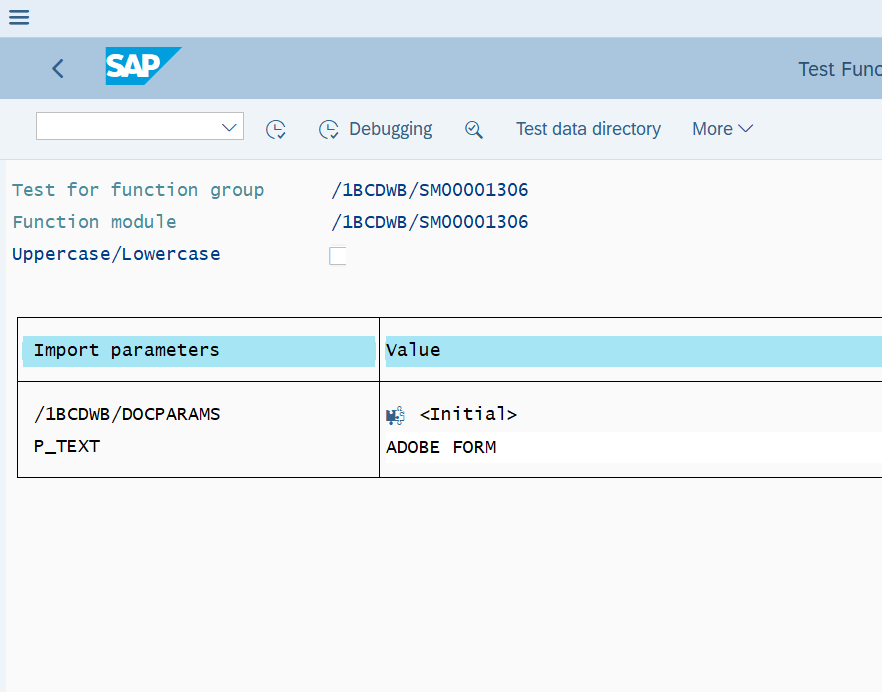 SAP
Test Func
Debugging Test data directory More
Test for function group /1BCDWB/SM00001306
Function module /1BCDWB/SM00001306
Uppercase/Lowercase
Import parameters Value
/1BCDWB/DOCPARAMS <Initial>
P_TEXT ADOBE FORM